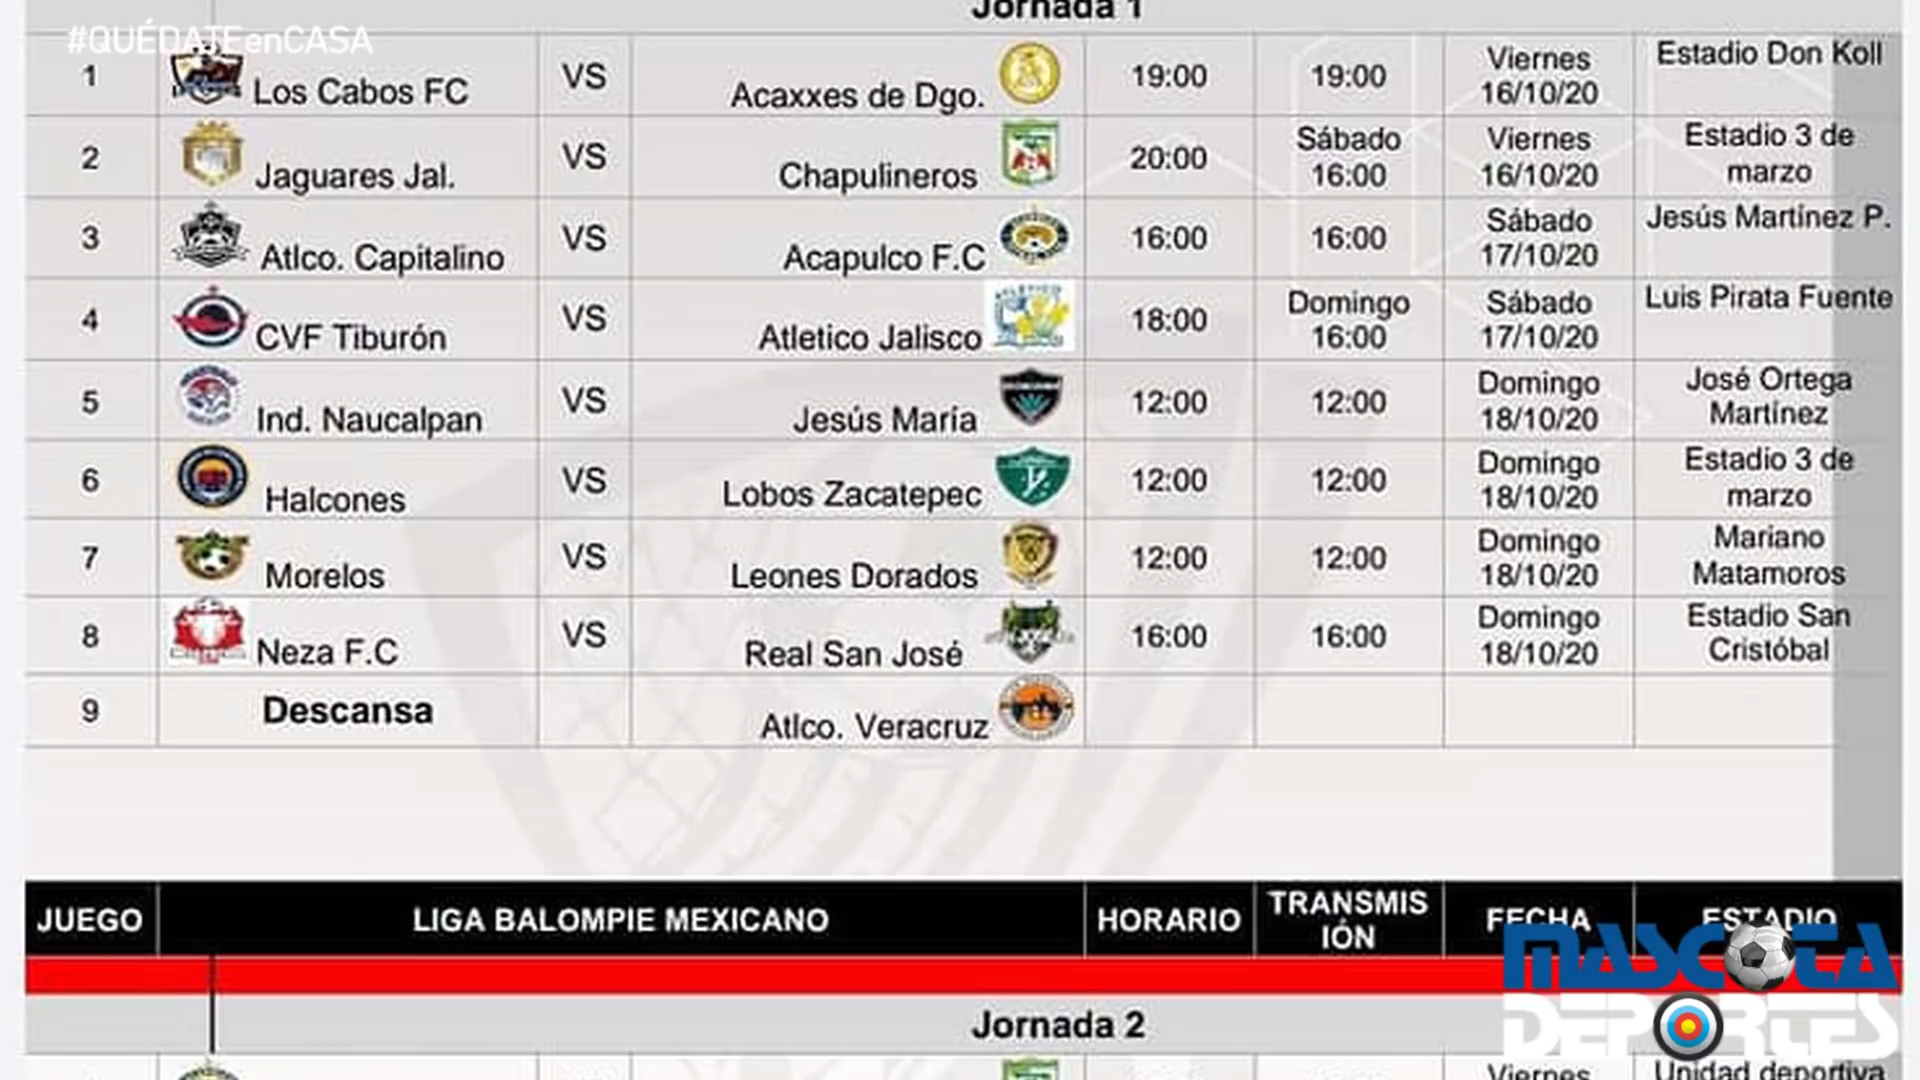 Jornada 1
#QUÉDATEenCASA
1 Los Cabos FC VS Acaxxes de Dgo. 19:00 19:00 Viernes 16/10/20 Estadio Don Koll
2 Jaguares Jal. VS Chapulineros 20:00 Sábado 16:00 Viernes 16/10/20 Estadio 3 de marzo
3 Atlco. Capitalino VS Acapulco F.C 16:00 16:00 Sábado 17/10/20 Jesús Martínez P.
4 CVF Tiburón VS Atletico Jalisco 18:00 Domingo 16:00 Sábado 17/10/20 Luis Pirata Fuente
5 Ind. Naucalpan VS Jesús María 12:00 12:00 Domingo 18/10/20 José Ortega Martínez
6 Halcones VS Lobos Zacatepec 12:00 12:00 Domingo 18/10/20 Estadio 3 de marzo
7 Morelos VS Leones Dorados 12:00 12:00 Domingo 18/10/20 Mariano Matamoros
8 Neza F.C VS Real San José 16:00 16:00 Domingo 18/10/20 Estadio San Cristóbal
9 Descansa Atlco. Veracruz
JUEGO LIGA BALOMPIE MEXICANO HORARIO TRANSMISIÓN FECHA ESTADIO
MASCOTA
DEPORTES
Jornada 2
Viernes Unidad deportiva